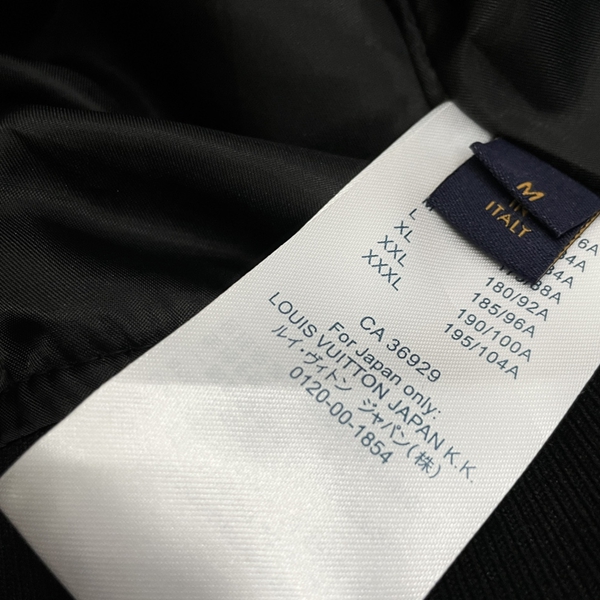 M
IN
ITALY
L
XL
XXL
XXXL
180/92A
185/96A
190/100A
195/104A
CA 36929
For Japan only:
LOUIS VUITTON JAPAN K.K.
ルイ・ヴィトン ジャパン(株)
0120-00-1854